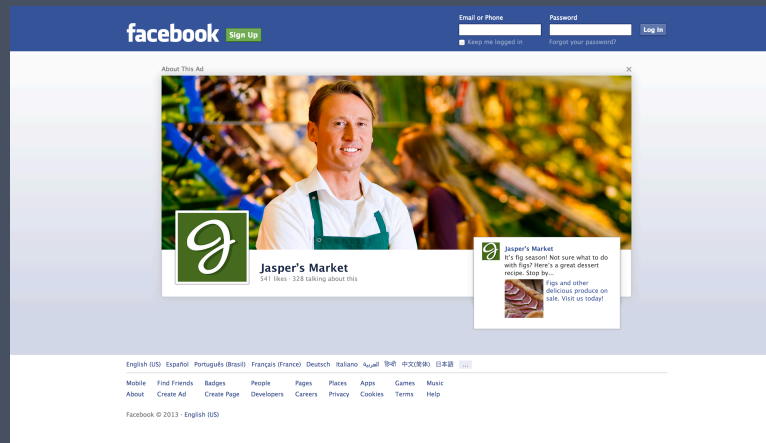 facebook Sign Up
Email or Phone
Password
Log In
Keep me logged in
Forgot your password?
About This Ad
Jasper's Market
541 likes · 328 talking about this
Jasper's Market
It's fig season! Not sure what to do
with figs? Here's a great dessert
recipe. Stop by...
Figs and other
delicious produce on
sale. Visit us today!
English (US) Español Português (Brasil) Français (France) Deutsch Italiano العربية हिन्दी 中文(简体) 日本語 ...
Mobile Find Friends Badges People Pages Places Apps Games Music
About Create Ad Create Page Developers Careers Privacy Cookies Terms Help
Facebook © 2013 · English (US)